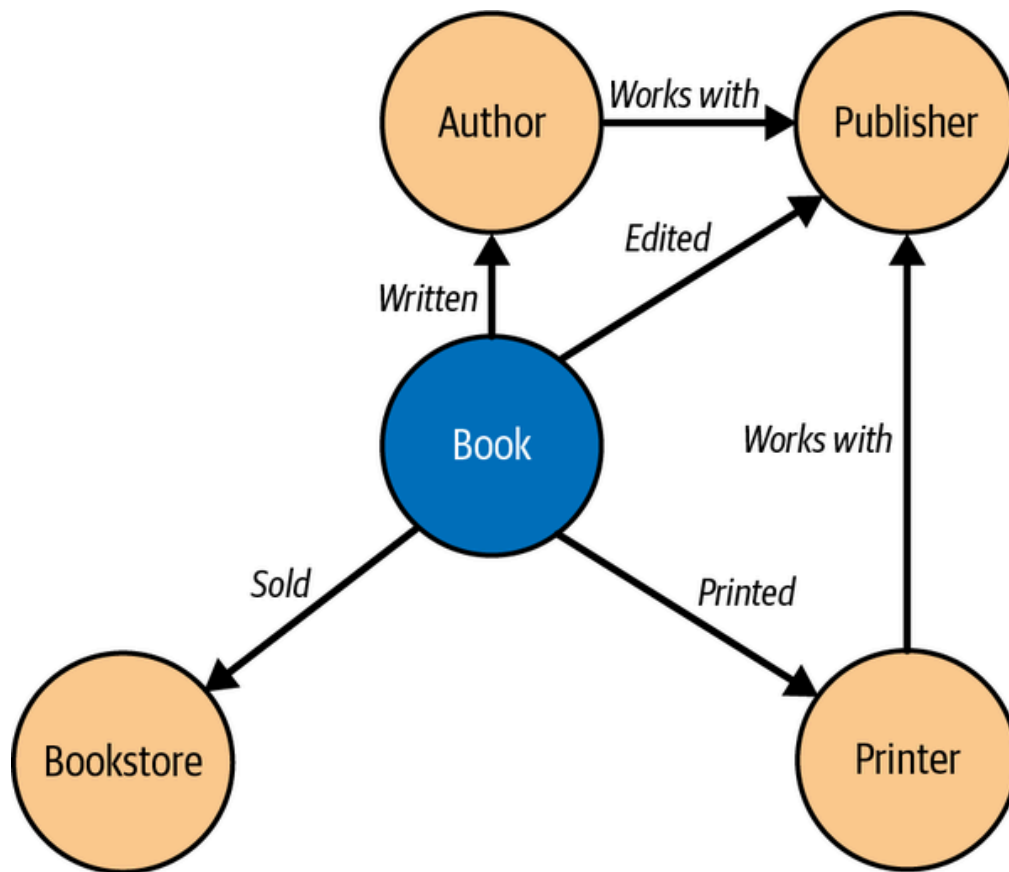 Works with
Author
Publisher
Edited
Written
Book
Works with
Sold
Printed
Bookstore
Printer